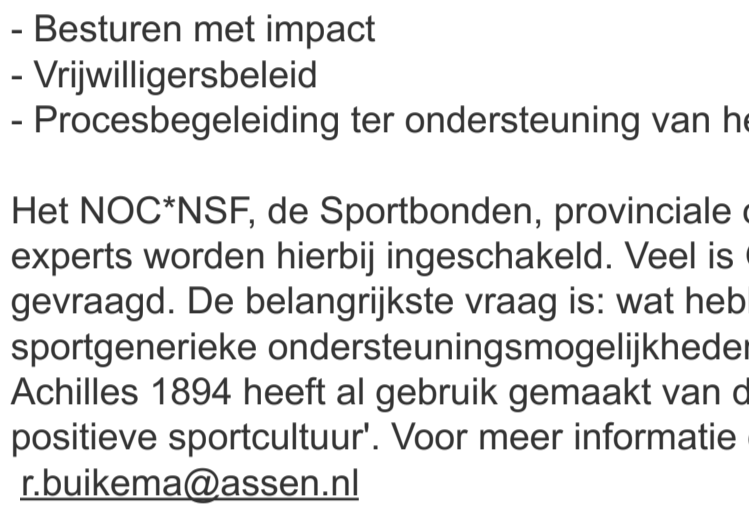 - Besturen met impact
- Vrijwilligersbeleid
- Procesbegeleiding ter ondersteuning van
Het NOC*NSF, de Sportbonden, provinciale
experts worden hierbij ingeschakeld. Veel is
gevraagd. De belangrijkste vraag is: wat
sportgenerieke
Achilles 1894 heeft al gebruik gemaakt van
positieve sportcultuur'. Voor meer informatie
r.buikema@assen.nl